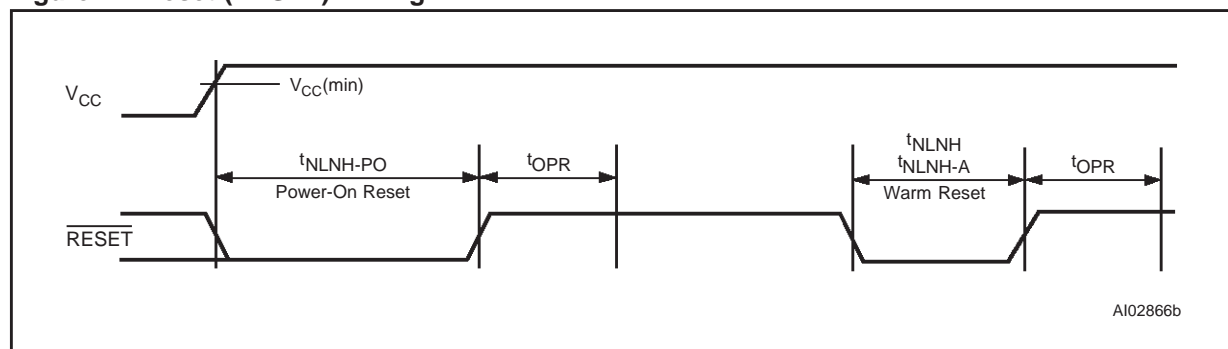 V_CC
V_CC(min)
t_NLNH-PO
Power-On Reset
t_OPR
t_NLNH
t_NLNH-A
Warm Reset
t_OPR
RESET
AI02866b